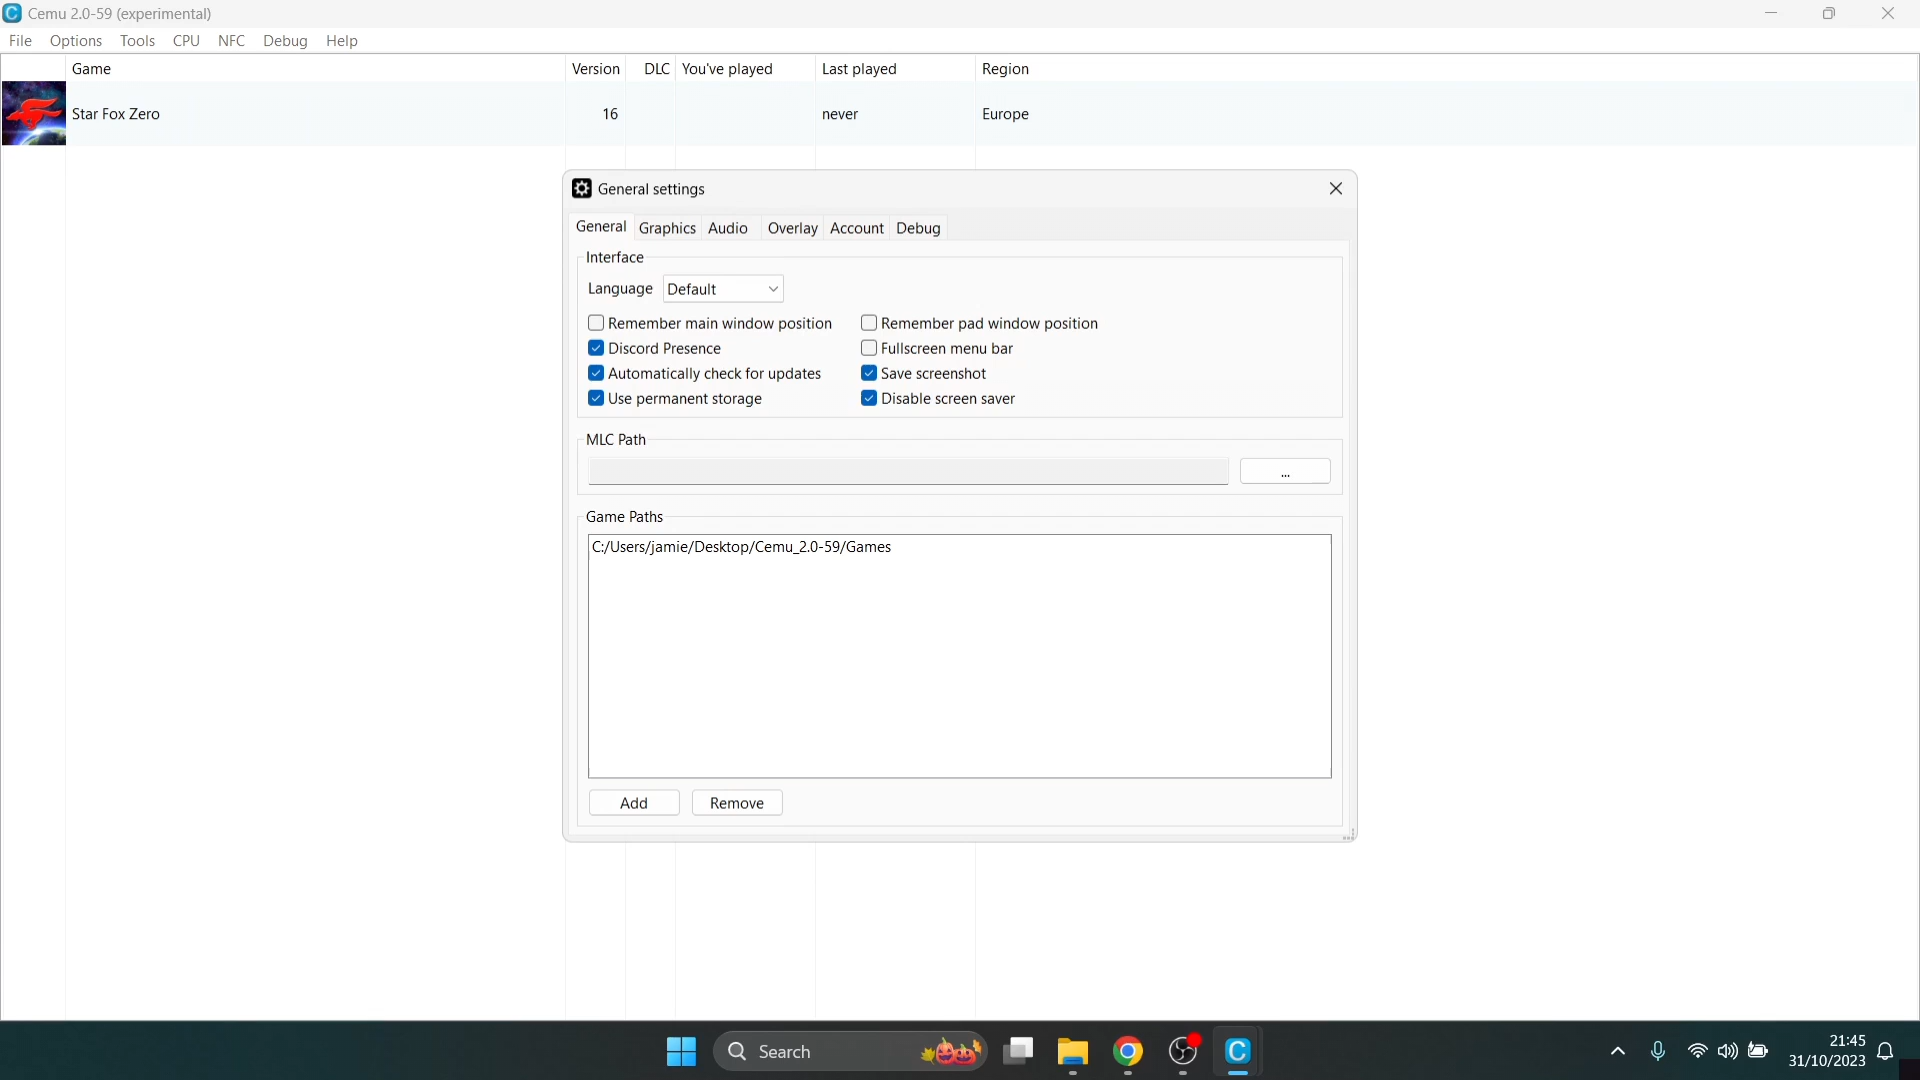 Cemu 2.0-59 (experimental)
File Options Tools CPU NFC Debug Help
Game Version DLC You've played Last played Region
Star Fox Zero 16 never Europe
General settings
General Graphics Audio Overlay Account Debug
Interface
Language Default
Remember main window position Remember pad window position
Discord Presence Fullscreen menu bar
Automatically check for updates Save screenshot
Use permanent storage Disable screen saver
MLC Path
...
Game Paths
C:/Users/jamie/Desktop/Cemu_2.0-59/Games
Add Remove
Search
21:45
31/10/2023